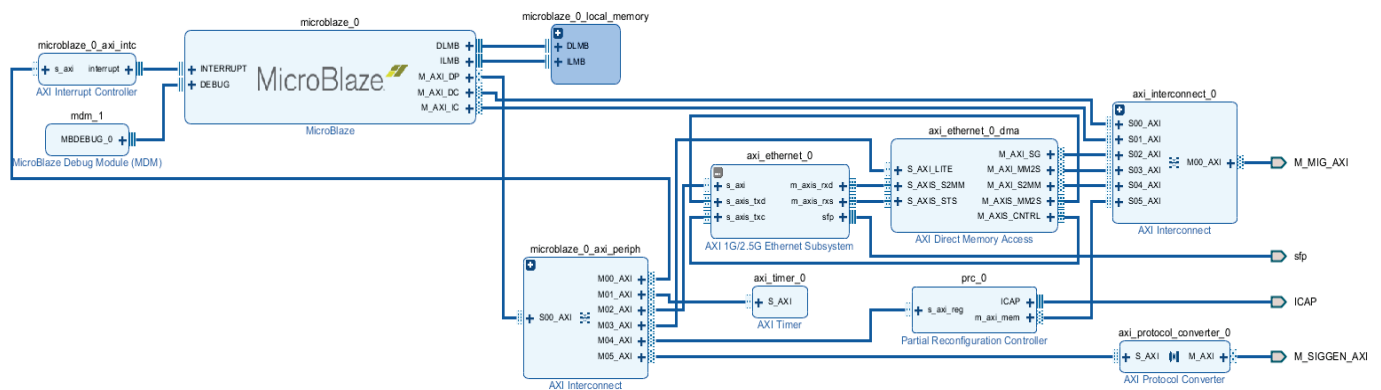 microblaze_0_axi_intc
s_axi
interrupt
AXI Interrupt Controller
mdm_1
MBDEBUG_0
MicroBlaze Debug Module (MDM)
microblaze_0
INTERRUPT
DEBUG
MicroBlaze
DLMB
ILMB
M_AXI_DP
M_AXI_DC
M_AXI_IC
MicroBlaze
microblaze_0_local_memory
DLMB
ILMB
axi_ethernet_0
s_axi
s_axis_txd
s_axis_txc
m_axis_rxd
m_axis_rxs
sfp
AXI 1G/2.5G Ethernet Subsystem
axi_ethernet_0_dma
S_AXI_LITE
S_AXIS_S2MM
S_AXIS_STS
M_AXI_SG
M_AXI_MM2S
M_AXI_S2MM
M_AXIS_MM2S
M_AXIS_CNTRL
AXI Direct Memory Access
axi_interconnect_0
S00_AXI
S01_AXI
S02_AXI
S03_AXI
S04_AXI
S05_AXI
M00_AXI
AXI Interconnect
M_MIG_AXI
sfp
ICAP
M_SIGGEN_AXI
microblaze_0_axi_periph
S00_AXI
M00_AXI
M01_AXI
M02_AXI
M03_AXI
M04_AXI
M05_AXI
AXI Interconnect
axi_timer_0
S_AXI
AXI Timer
prc_0
s_axi_reg
ICAP
m_axi_mem
Partial Reconfiguration Controller
axi_protocol_converter_0
S_AXI
M_AXI
AXI Protocol Converter